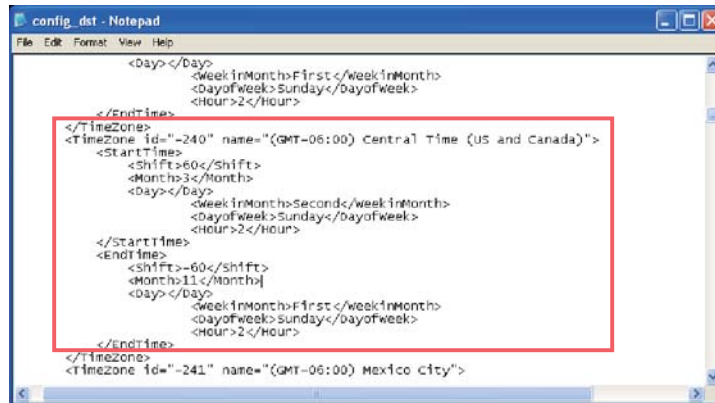 config_dst - Notepad
File Edit Format View Help
<Day></Day>
<WeekinMonth>First</WeekinMonth>
<DayofWeek>Sunday</DayofWeek>
<Hour>2</Hour>
</EndTime>
</TimeZone>
<TimeZone id="-240" name="(GMT-06:00) Central Time (US and Canada)">
<StartTime>
<Shift>60</Shift>
<Month>3</Month>
<Day></Day>
<WeekinMonth>Second</WeekinMonth>
<DayofWeek>Sunday</DayofWeek>
<Hour>2</Hour>
</StartTime>
<EndTime>
<Shift>-60</Shift>
<Month>11</Month>
<Day></Day>
<WeekinMonth>First</WeekinMonth>
<DayofWeek>Sunday</DayofWeek>
<Hour>2</Hour>
</EndTime>
</TimeZone>
<TimeZone id="-241" name="(GMT-06:00) Mexico City">